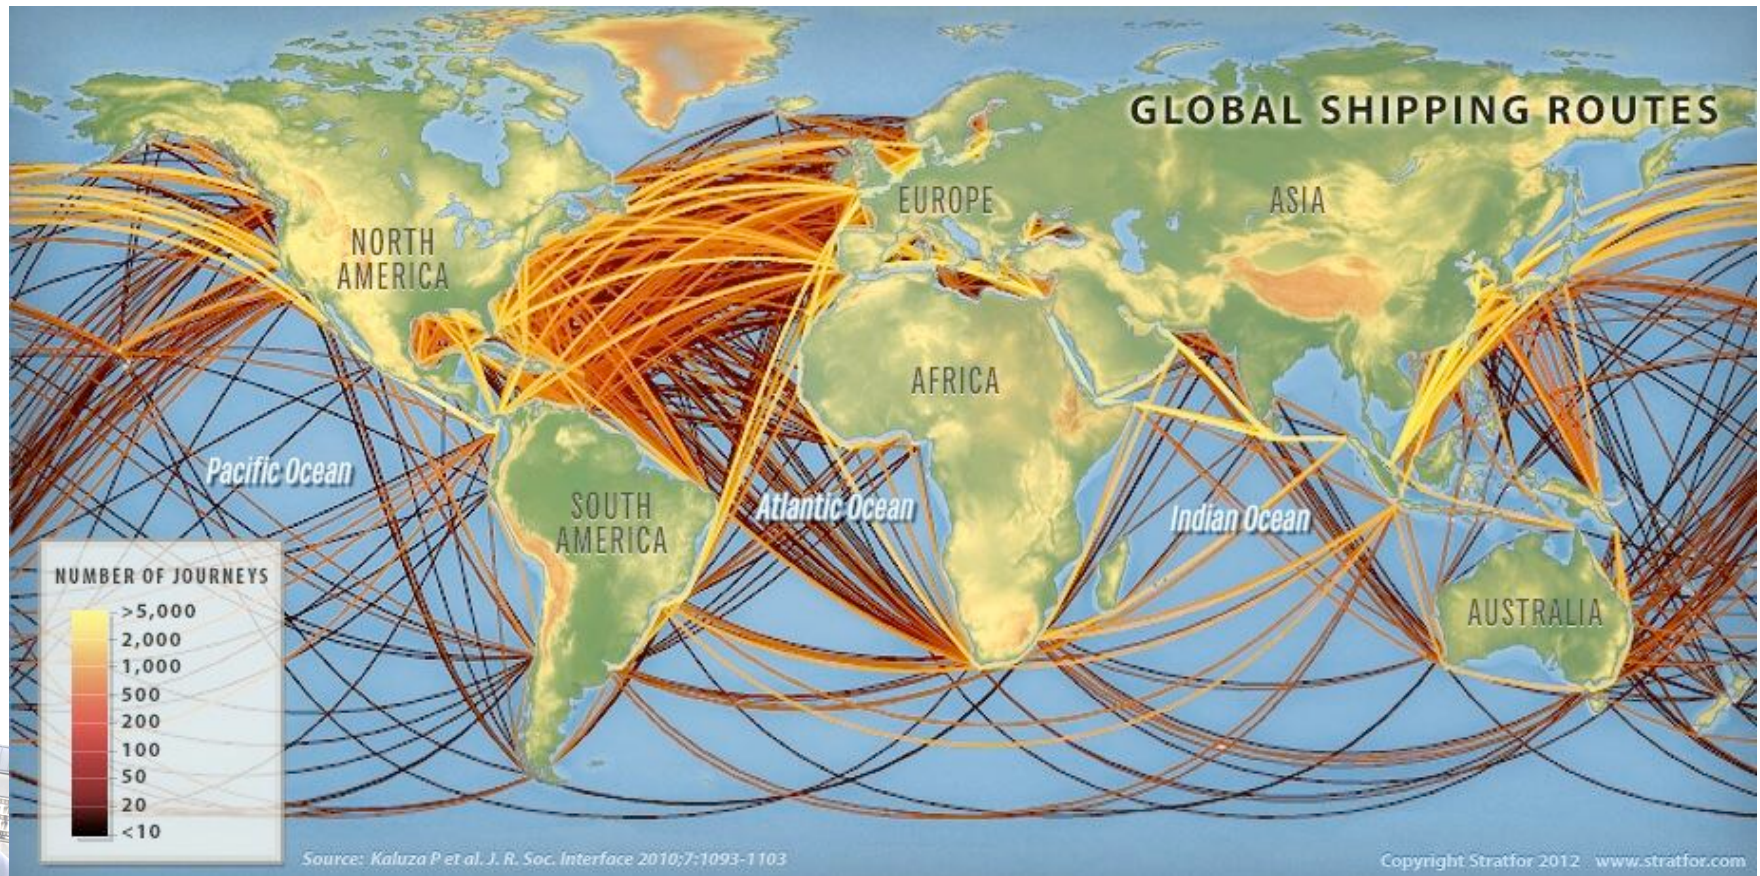 GLOBAL SHIPPING ROUTES
EUROPE
ASIA
NORTH
AMERICA
AFRICA
Pacific Ocean
SOUTH
AMERICA
Atlantic Ocean
Indian Ocean
AUSTRALIA
NUMBER OF JOURNEYS
>5,000
2,000
1,000
500
200
100
50
20
<10
Source: Kaluza P et al. J. R. Soc. Interface 2010;7:1093-1103
Copyright Stratfor 2012 www.stratfor.com